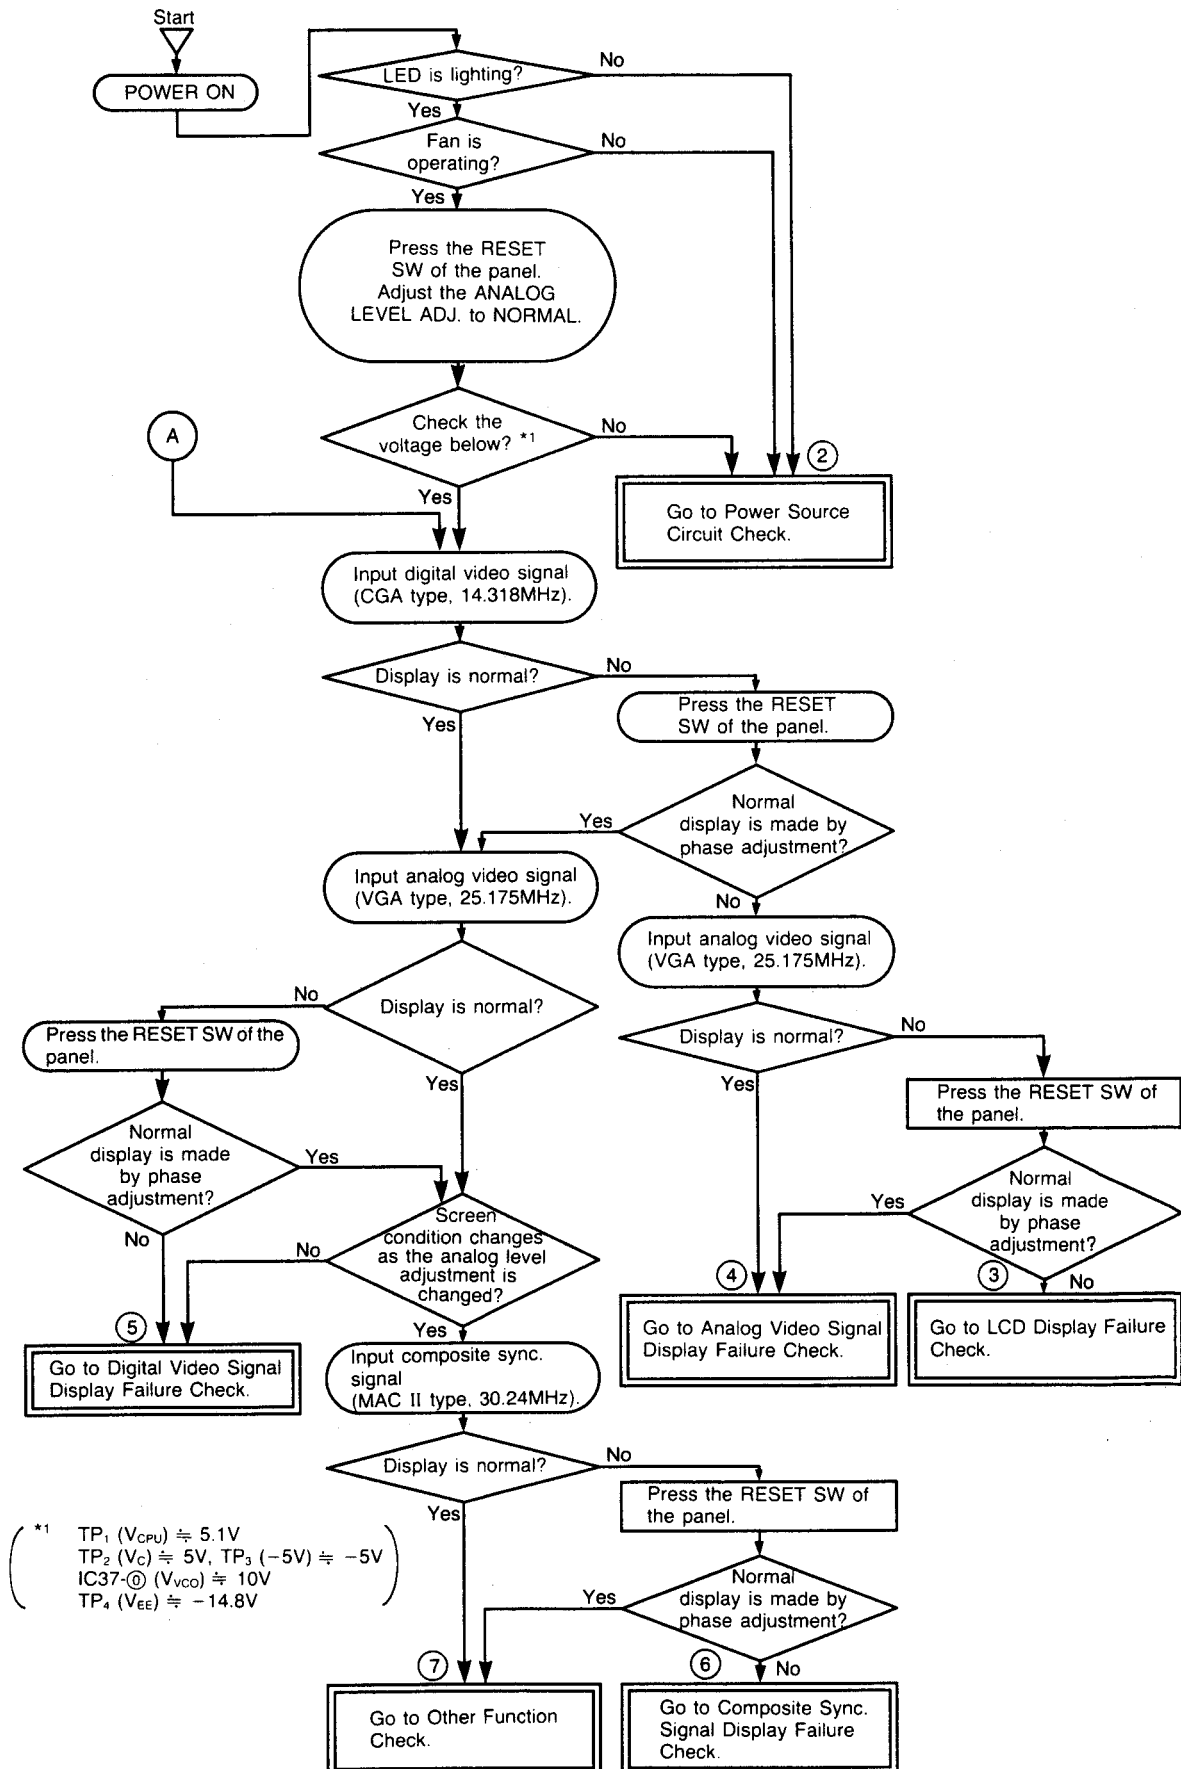 Start
POWER ON
LED is lighting?
No
Yes
Fan is
operating?
No
Yes
Press the RESET
SW of the panel.
Adjust the ANALOG
LEVEL ADJ. to NORMAL.
A
Check the
voltage below? *1
No
Yes
2
Go to Power Source
Circuit Check.
Input digital video signal
(CGA type, 14.318MHz).
Display is normal?
No
Yes
Press the RESET
SW of the panel.
Normal
display is made by
phase adjustment?
Yes
No
Input analog video signal
(VGA type, 25.175MHz).
Input analog video signal
(VGA type, 25.175MHz).
Display is normal?
No
Yes
Display is normal?
No
Yes
Press the RESET SW of the
panel.
Press the RESET SW of
the panel.
Normal
display is made
by phase
adjustment?
Yes
No
Normal
display is made
by phase
adjustment?
Yes
No
Screen
condition changes
as the analog level
adjustment is
changed?
No
Yes
5
Go to Digital Video Signal
Display Failure Check.
4
Go to Analog Video Signal
Display Failure Check.
3
Go to LCD Display Failure
Check.
Input composite sync.
signal
(MAC II type, 30.24MHz).
Display is normal?
No
Yes
Press the RESET SW of
the panel.
Normal
display is made by
phase adjustment?
Yes
No
*1 TP1 (VCPU) ≒ 5.1V
TP2 (VC) ≒ 5V, TP3 (−5V) ≒ −5V
IC37-⓪ (VVCO) ≒ 10V
TP4 (VEE) ≒ −14.8V
7
Go to Other Function
Check.
6
Go to Composite Sync.
Signal Display Failure
Check.